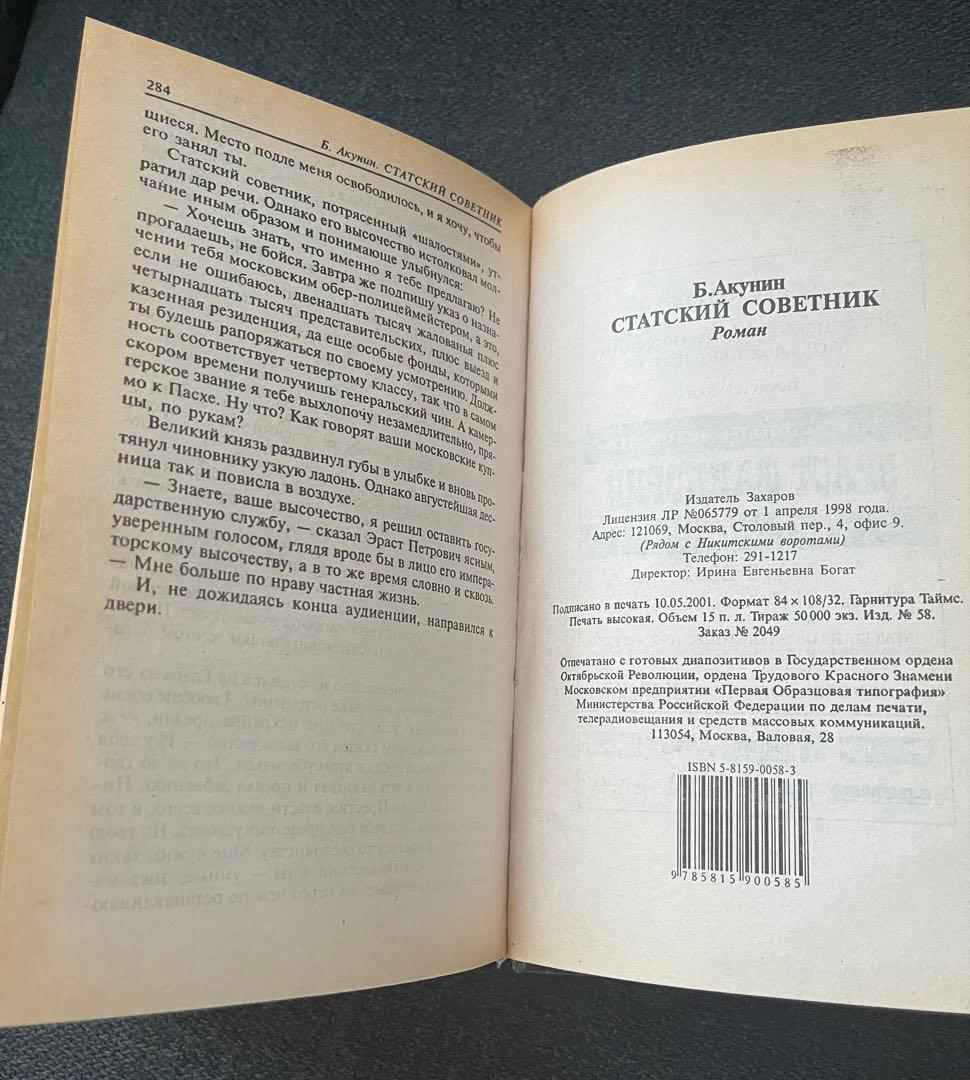 284
Б. Акунин. СТАТСКИЙ СОВЕТНИК
щиеся. Место подле меня освободилось, и я хочу, чтобы
его занял ты.
Статский советник, потрясенный «шалостями», ут-
ратил дар речи. Однако его высочество истолковал мол-
чание иным образом и понимающе улыбнулся:
— Хочешь знать, что именно я тебе предлагаю? Не
прогадаешь, не бойся. Завтра же подпишу указ о назна-
чении тебя московским обер-полицеймейстером, а это,
если не ошибаюсь, двенадцать тысяч жалованья плюс
четырнадцать тысяч представительских, плюс выезд и
казенная резиденция, да еще особые фонды, которыми
ты будешь рапоряжаться по своему усмотрению. Долж-
ность соответствует четвертому классу, так что в самом
скором времени получишь генеральский чин. А камер-
герское звание я тебе выхлопочу незамедлительно, пря-
мо к Пасхе. Ну что? Как говорят ваши московские куп-
цы, по рукам?
Великий князь раздвинул губы в улыбке и вновь про-
тянул чиновнику узкую ладонь. Однако августейшая дес-
ница так и повисла в воздухе.
— Знаете, ваше высочество, я решил оставить госу-
дарственную службу, — сказал Эраст Петрович ясным,
уверенным голосом, глядя вроде бы в лицо его импера-
торскому высочеству, а в то же время словно и сквозь.
— Мне больше по нраву частная жизнь.
И, не дожидаясь конца аудиенции, направился к
двери.
Б.Акунин
СТАТСКИЙ СОВЕТНИК
Роман
Издатель Захаров
Лицензия ЛР №065779 от 1 апреля 1998 года.
Адрес: 121069, Москва, Столовый пер., 4, офис 9.
(Рядом с Никитскими воротами)
Телефон: 291-1217
Директор: Ирина Евгеньевна Богат
Подписано в печать 10.05.2001. Формат 84 × 108/32. Гарнитура Таймс.
Печать высокая. Объем 15 п. л. Тираж 50 000 экз. Изд. № 58.
Заказ № 2049
Отпечатано с готовых диапозитивов в Государственном ордена
Октябрьской Революции, ордена Трудового Красного Знамени
Московском предприятии «Первая Образцовая типография»
Министерства Российской Федерации по делам печати,
телерадиовещания и средств массовых коммуникаций.
113054, Москва, Валовая, 28
ISBN 5-8159-0058-3
9 785815 900585